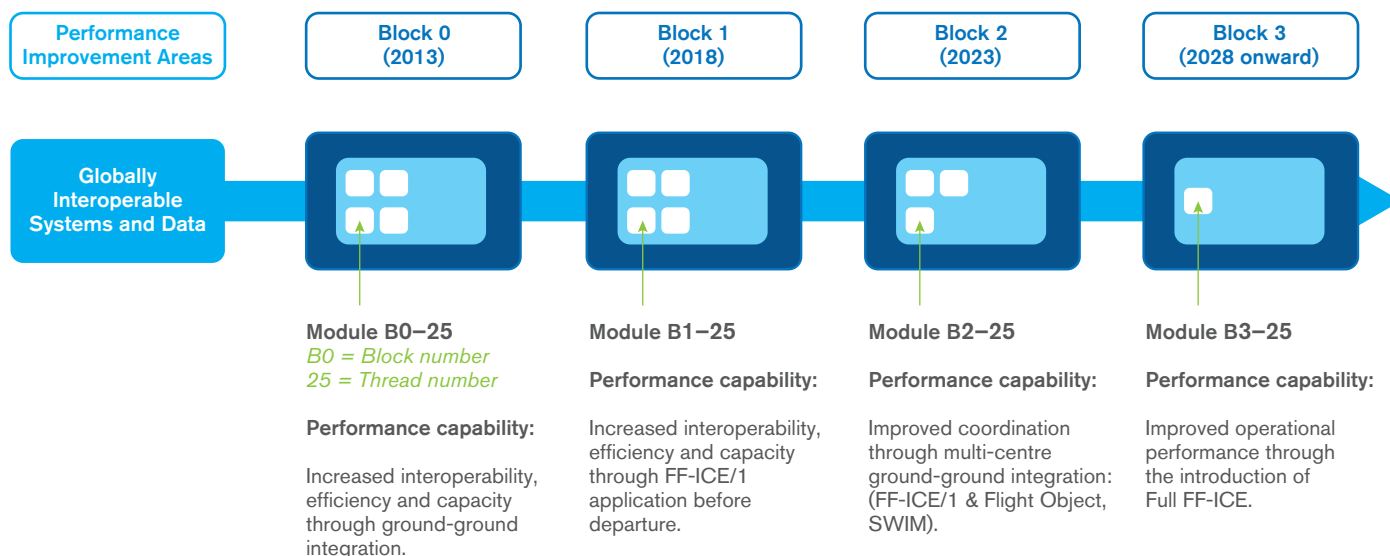 Performance
Improvement Areas
Block 0
(2013)
Block 1
(2018)
Block 2
(2023)
Block 3
(2028 onward)
Globally
Interoperable
Systems and Data
Module B0–25
B0 = Block number
25 = Thread number
Performance capability:
Increased interoperability,
efficiency and capacity
through ground-ground
integration.
Module B1–25
Performance capability:
Increased interoperability,
efficiency and capacity
through FF-ICE/1
application before
departure.
Module B2–25
Performance capability:
Improved coordination
through multi-centre
ground-ground integration:
(FF-ICE/1 & Flight Object,
SWIM).
Module B3–25
Performance capability:
Improved operational
performance through
the introduction of
Full FF-ICE.